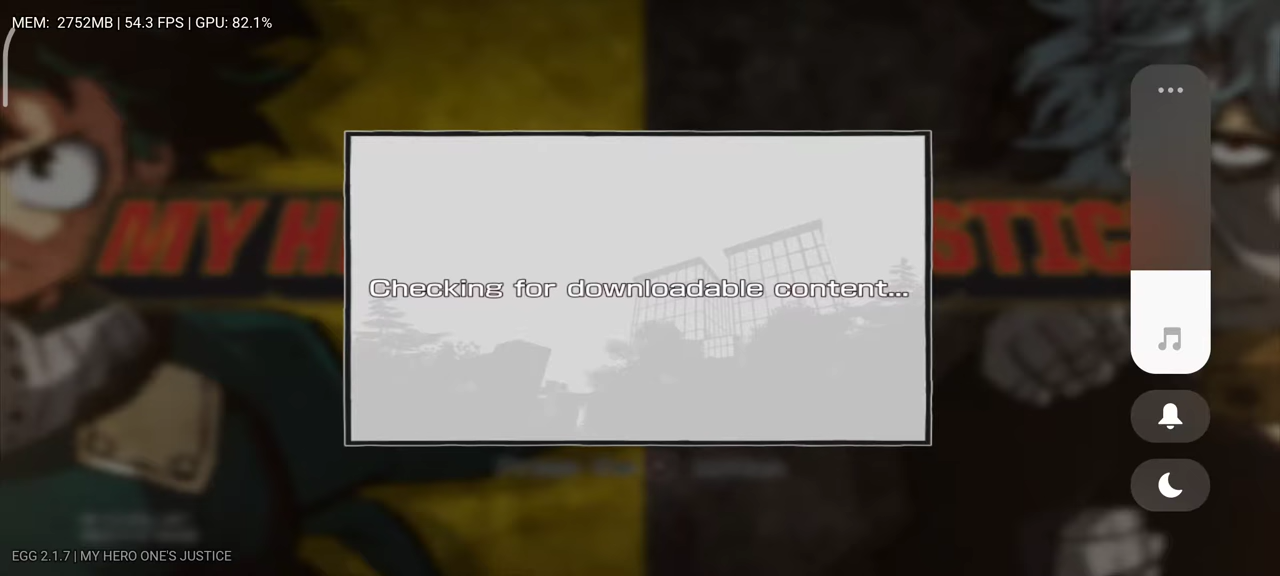 MEM: 2752MB | 54.3 FPS | GPU: 82.1%
MY H
STIC
Checking for downloadable content...
EGG 2.1.7 | MY HERO ONE'S JUSTICE